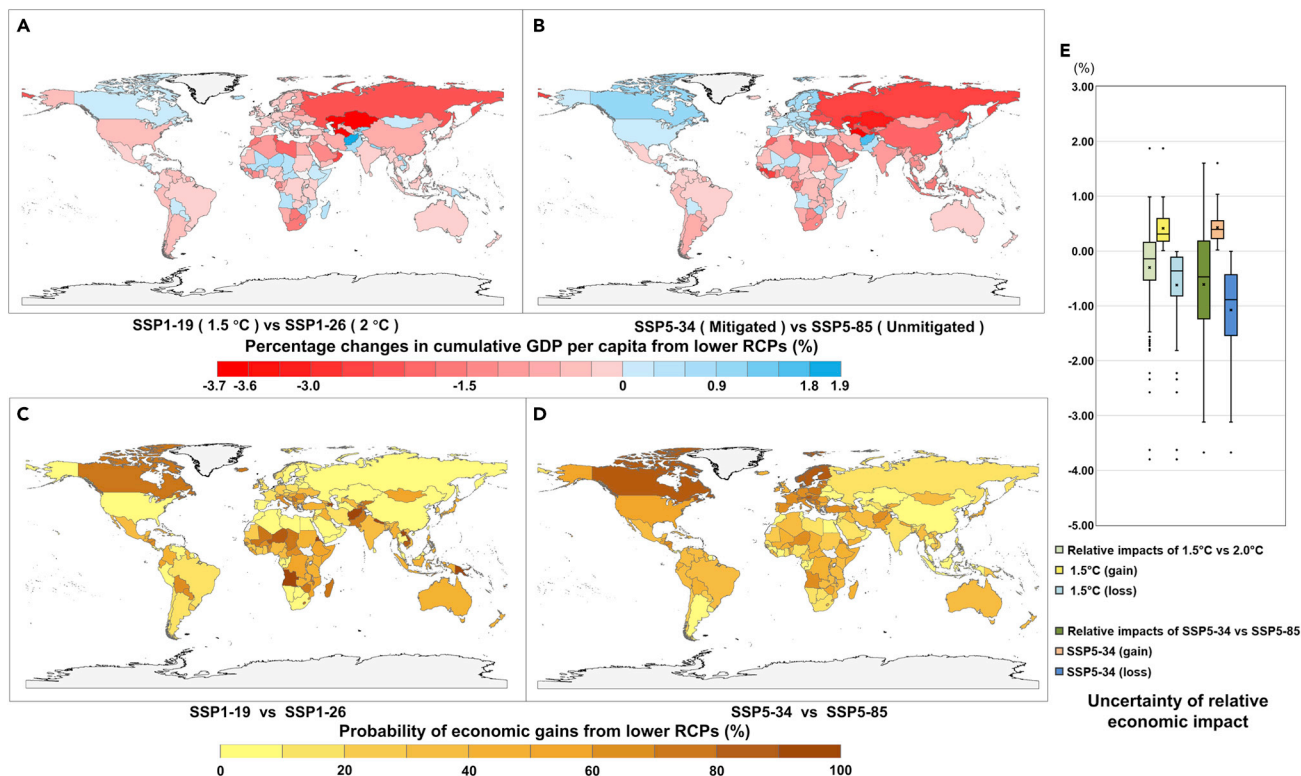 A
B
SSP1-19 ( 1.5 °C ) vs SSP1-26 ( 2 °C )
SSP5-34 ( Mitigated ) vs SSP5-85 ( Unmitigated )
Percentage changes in cumulative GDP per capita from lower RCPs (%)
-3.7 -3.6 -3.0 -1.5 0 0.9 1.8 1.9
C
D
SSP1-19 vs SSP1-26
SSP5-34 vs SSP5-85
Probability of economic gains from lower RCPs (%)
0 20 40 60 80 100
E
(%)
3.00
2.00
1.00
0.00
-1.00
-2.00
-3.00
-4.00
-5.00
Relative impacts of 1.5°C vs 2.0°C
1.5°C (gain)
1.5°C (loss)
Relative impacts of SSP5-34 vs SSP5-85
SSP5-34 (gain)
SSP5-34 (loss)
Uncertainty of relative
economic impact